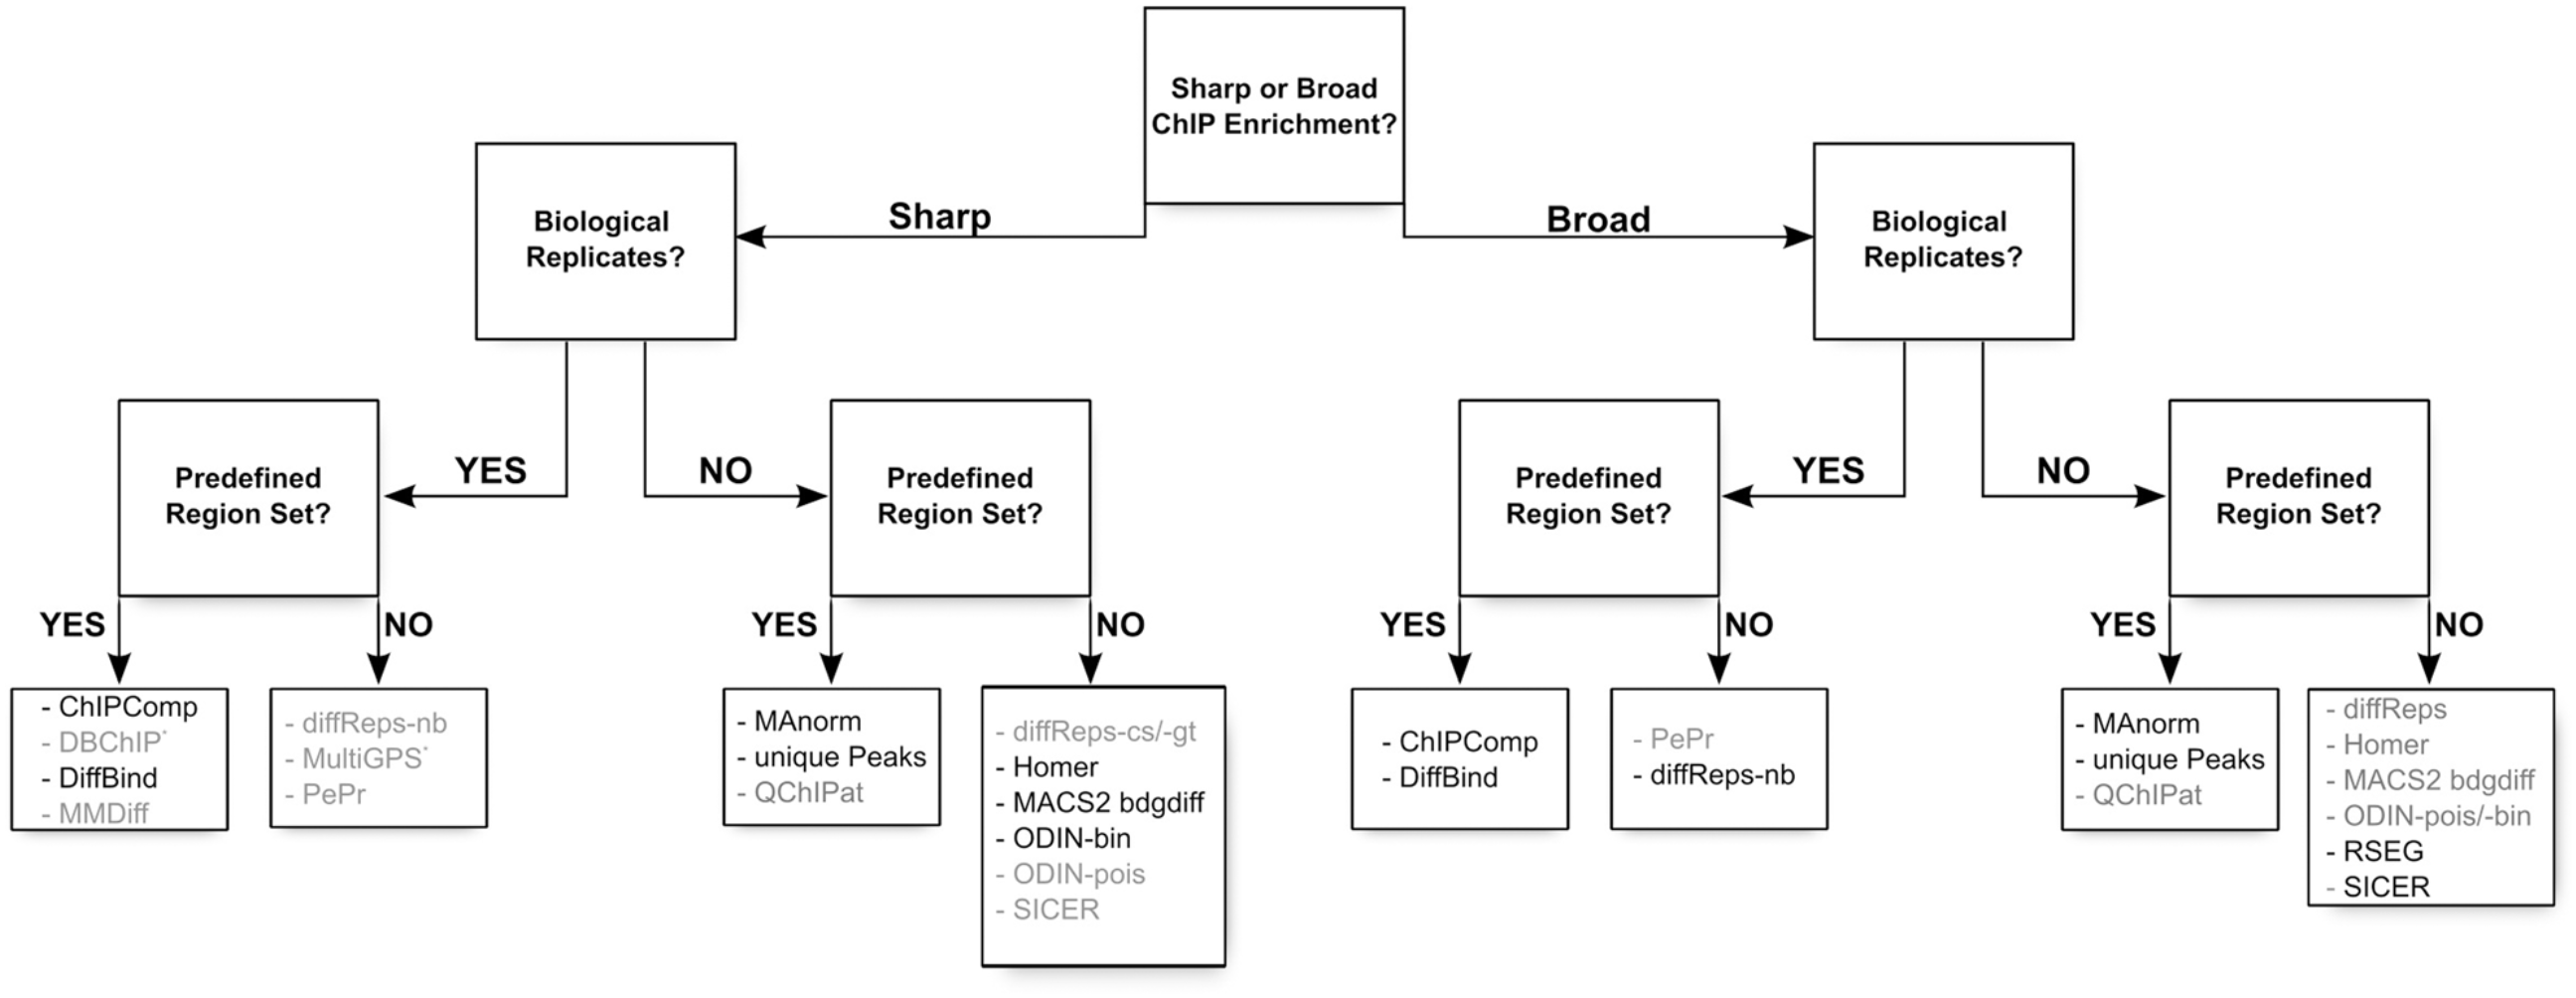 Sharp or Broad
ChIP Enrichment?
Sharp
Broad
Biological
Replicates?
Biological
Replicates?
YES
NO
YES
NO
Predefined
Region Set?
Predefined
Region Set?
Predefined
Region Set?
Predefined
Region Set?
YES
NO
YES
NO
YES
NO
YES
NO
- ChIPComp
- DBChIP*
- DiffBind
- MMDiff
- diffReps-nb
- MultiGPS*
- PePr
- MAnorm
- unique Peaks
- QChIPat
- diffReps-cs/-gt
- Homer
- MACS2 bdgdiff
- ODIN-bin
- ODIN-pois
- SICER
- ChIPComp
- DiffBind
- PePr
- diffReps-nb
- MAnorm
- unique Peaks
- QChIPat
- diffReps
- Homer
- MACS2 bdgdiff
- ODIN-pois/-bin
- RSEG
- SICER